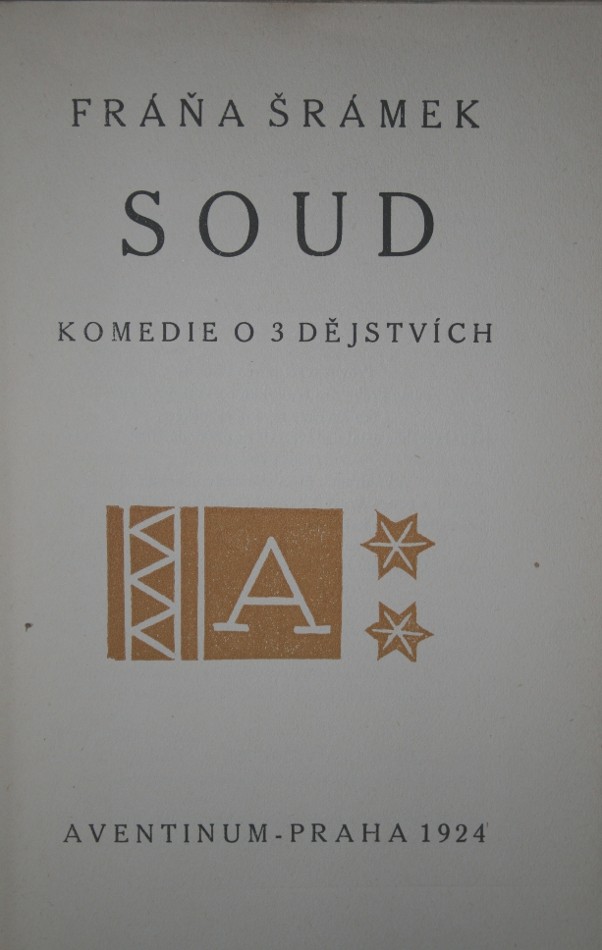 FRÁŇA ŠRÁMEK
SOUD
KOMEDIE O 3 DĚJSTVÍCH
A
AVENTINUM-PRAHA 1924